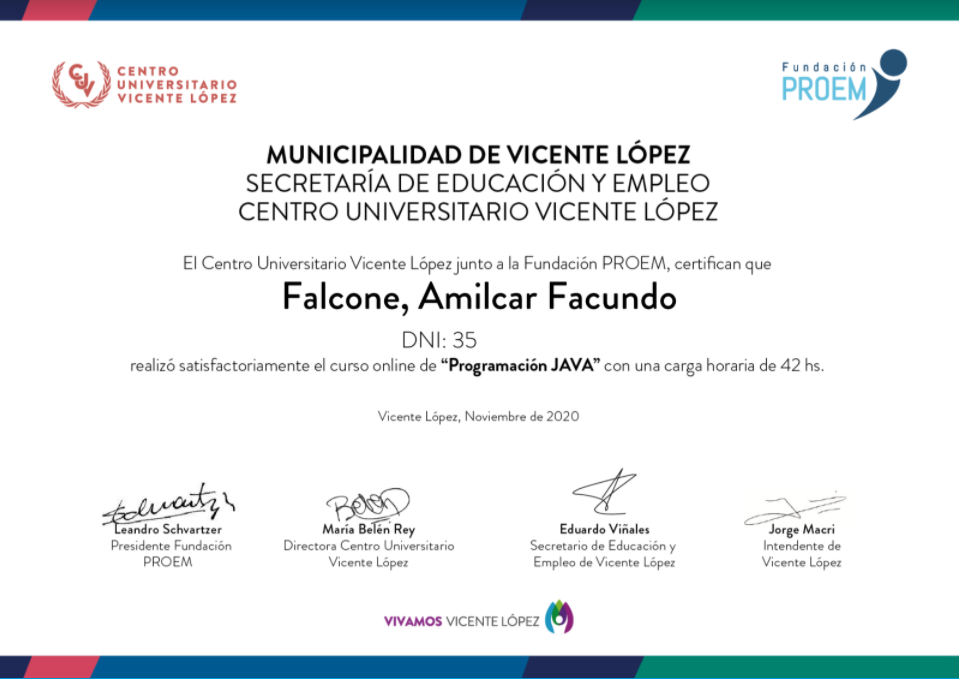 CUV
CENTRO
UNIVERSITARIO
VICENTE LÓPEZ
Fundación
PROEM
MUNICIPALIDAD DE VICENTE LÓPEZ
SECRETARÍA DE EDUCACIÓN Y EMPLEO
CENTRO UNIVERSITARIO VICENTE LÓPEZ
El Centro Universitario Vicente López junto a la Fundación PROEM, certifican que
Falcone, Amilcar Facundo
DNI: 35
realizó satisfactoriamente el curso online de “Programación JAVA” con una carga horaria de 42 hs.
Vicente López, Noviembre de 2020
Belén
Leandro Schvartzer
Presidente Fundación
PROEM
María Belén Rey
Directora Centro Universitario
Vicente López
Eduardo Viñales
Secretario de Educación y
Empleo de Vicente López
Jorge Macri
Intendente de
Vicente López
VIVAMOS VICENTE LÓPEZ